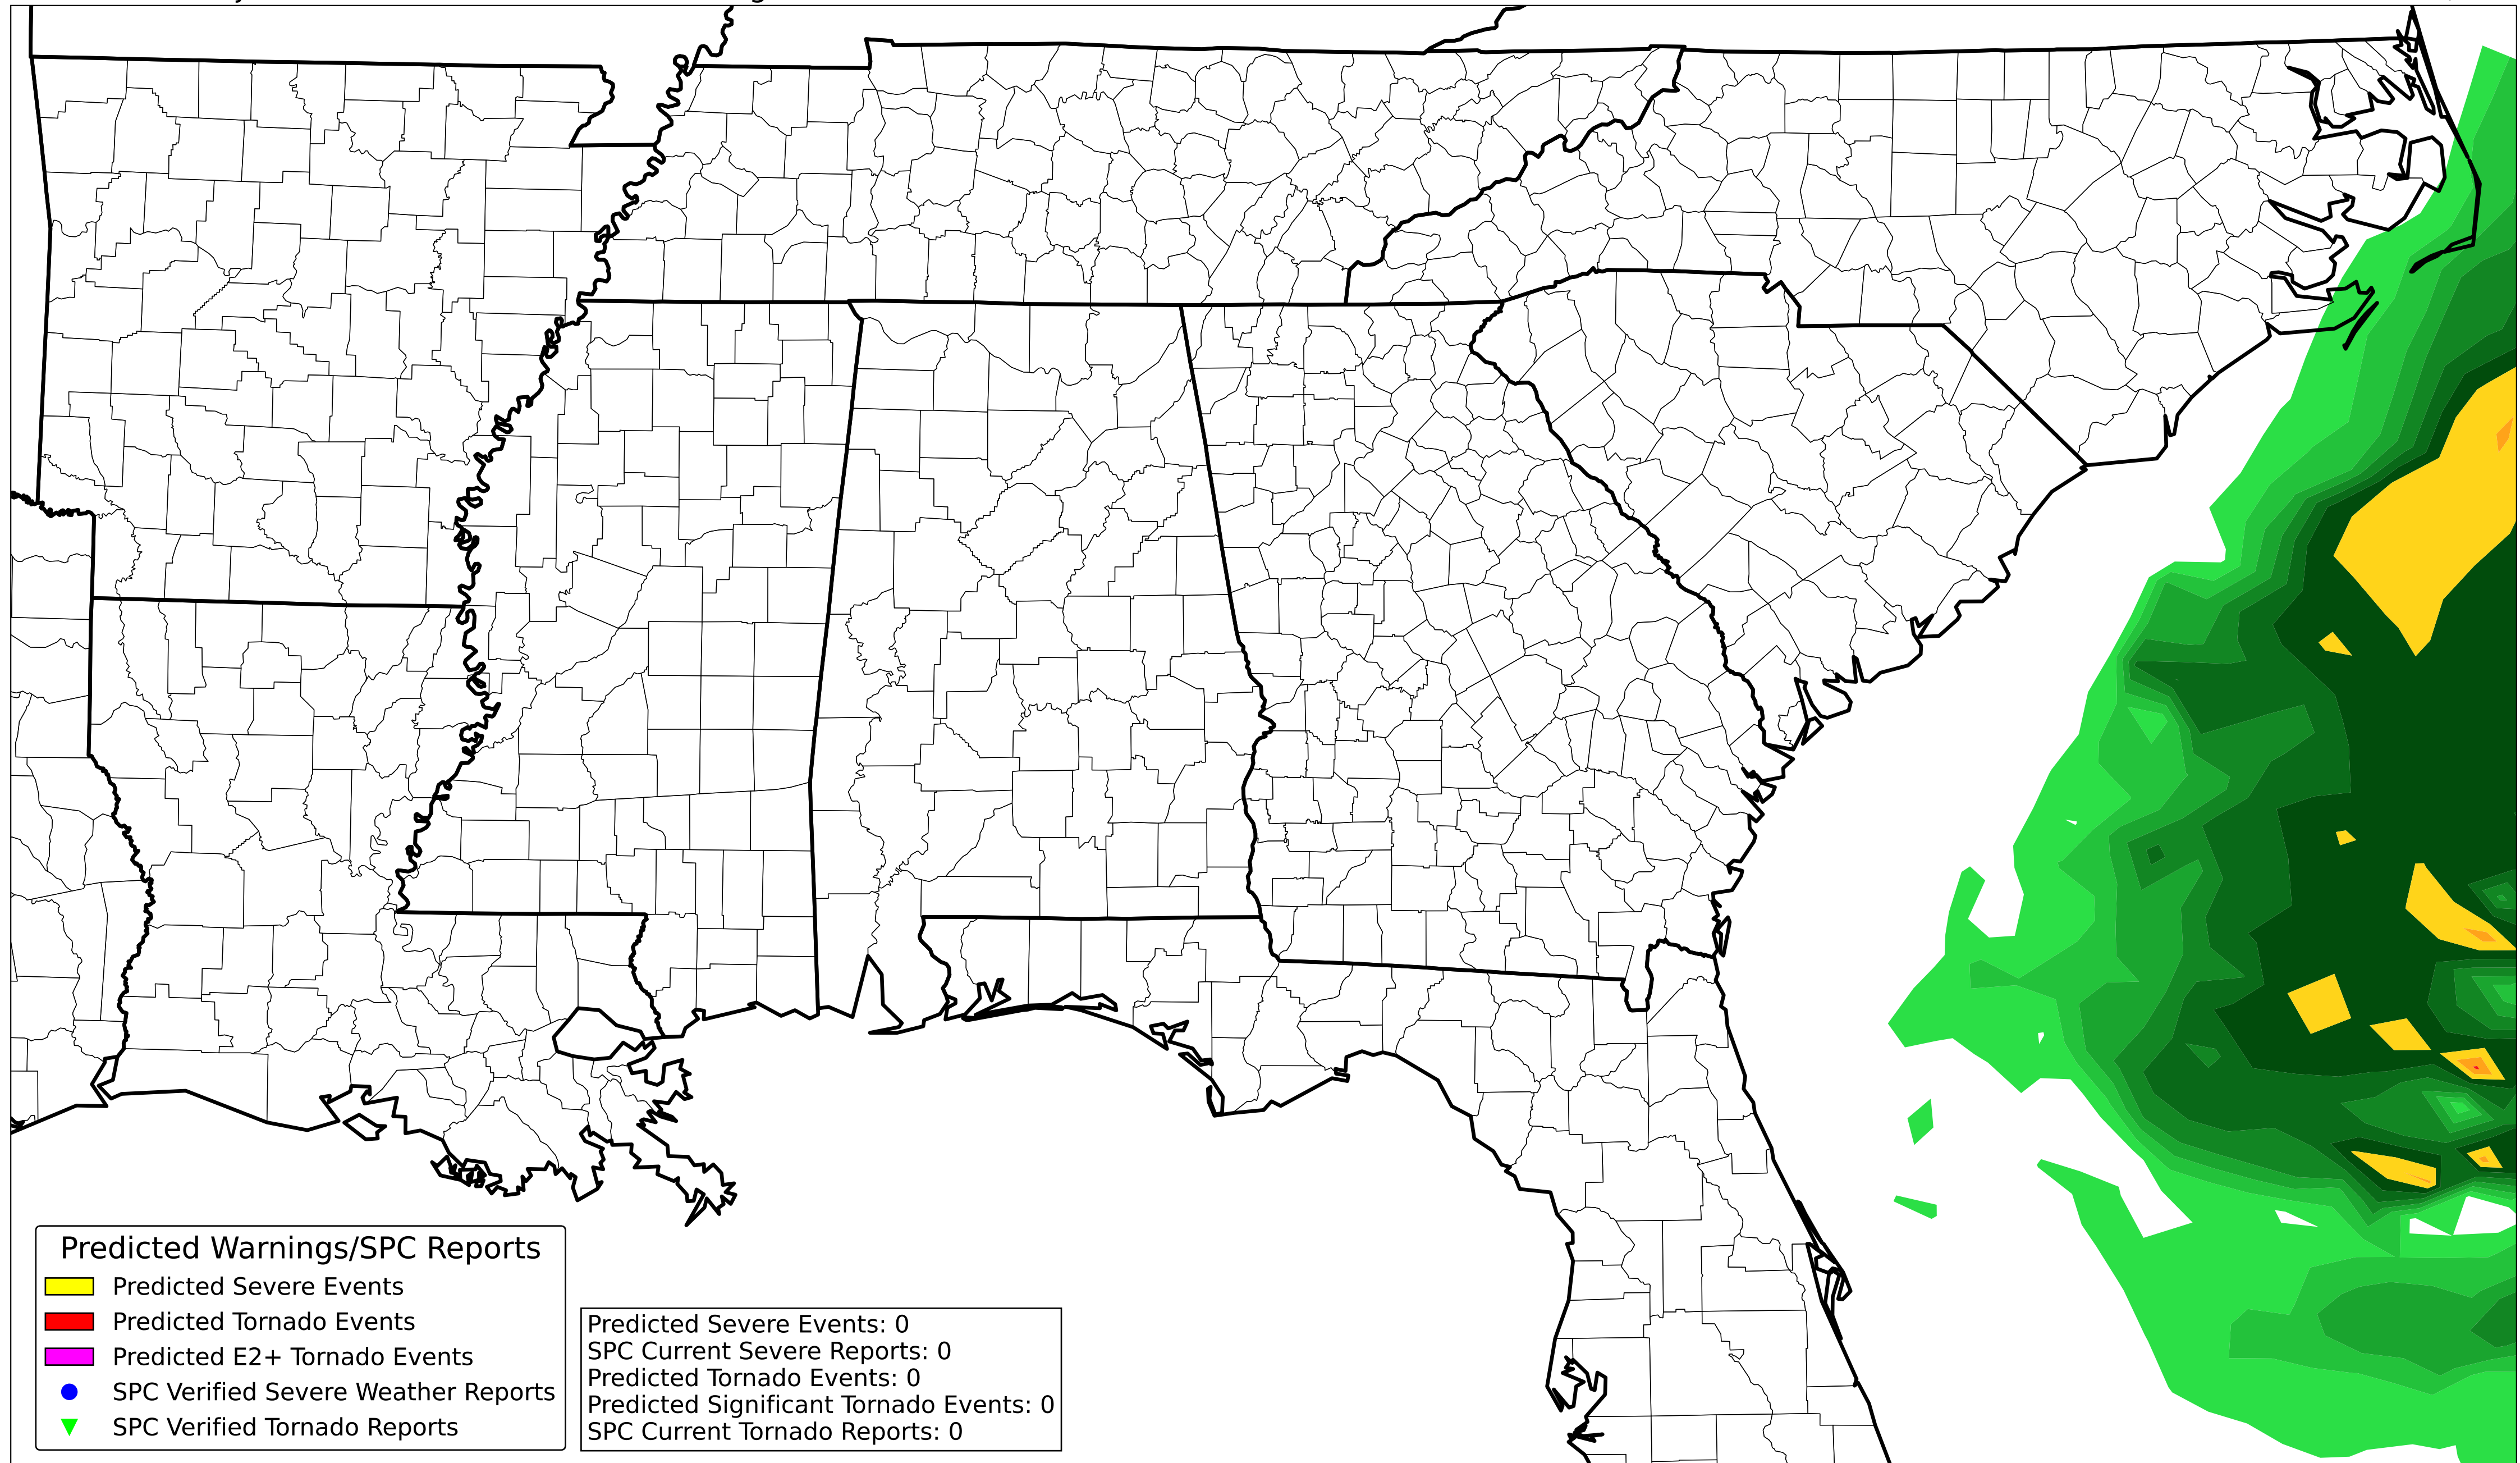 Predicted Warnings/SPC Reports
Predicted Severe Events
Predicted Tornado Events
Predicted E2+ Tornado Events
SPC Verified Severe Weather Reports
SPC Verified Tornado Reports
Predicted Severe Events: 0
SPC Current Severe Reports: 0
Predicted Tornado Events: 0
Predicted Significant Tornado Events: 0
SPC Current Tornado Reports: 0